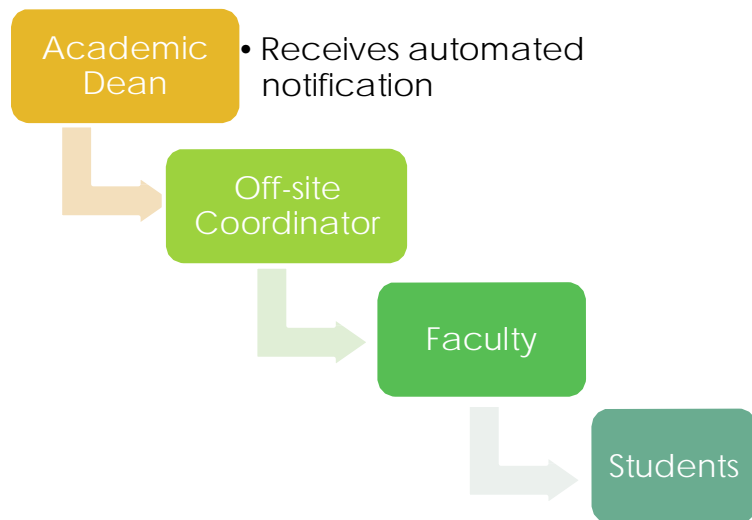 Academic
Dean
• Receives automated
notification
Off-site
Coordinator
Faculty
Students